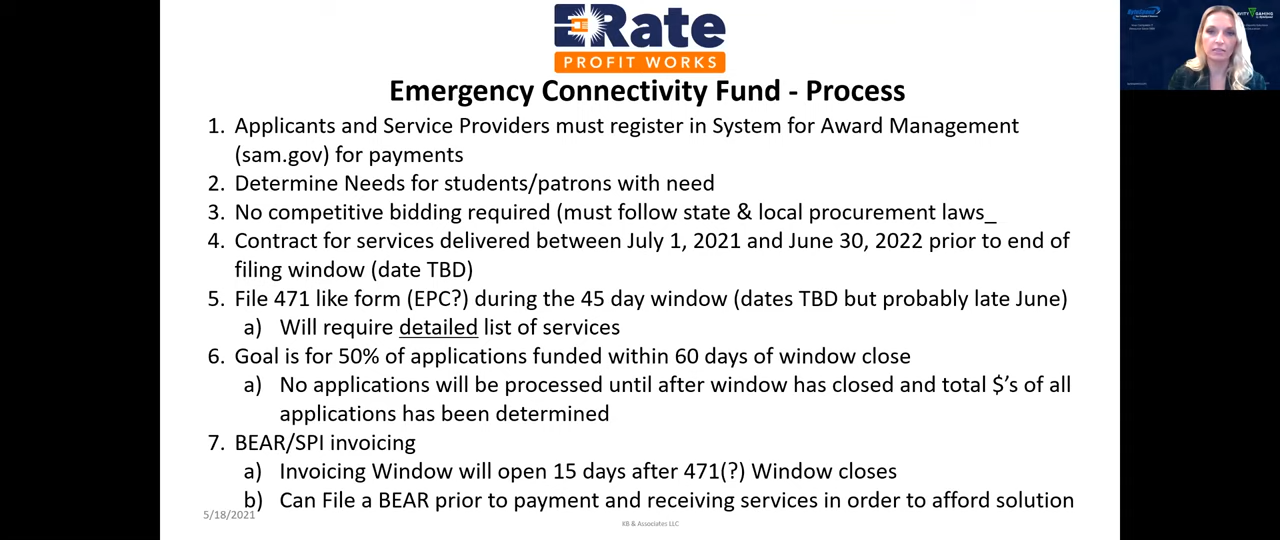 ERate
PROFIT WORKS
Emergency Connectivity Fund - Process
1. Applicants and Service Providers must register in System for Award Management
(sam.gov) for payments
2. Determine Needs for students/patrons with need
3. No competitive bidding required (must follow state & local procurement laws_
4. Contract for services delivered between July 1, 2021 and June 30, 2022 prior to end of
filing window (date TBD)
5. File 471 like form (EPC?) during the 45 day window (dates TBD but probably late June)
a) Will require detailed list of services
6. Goal is for 50% of applications funded within 60 days of window close
a) No applications will be processed until after window has closed and total $'s of all
applications has been determined
7. BEAR/SPI invoicing
a) Invoicing Window will open 15 days after 471(?) Window closes
b) Can File a BEAR prior to payment and receiving services in order to afford solution
5/18/2021
KB & Associates LLC